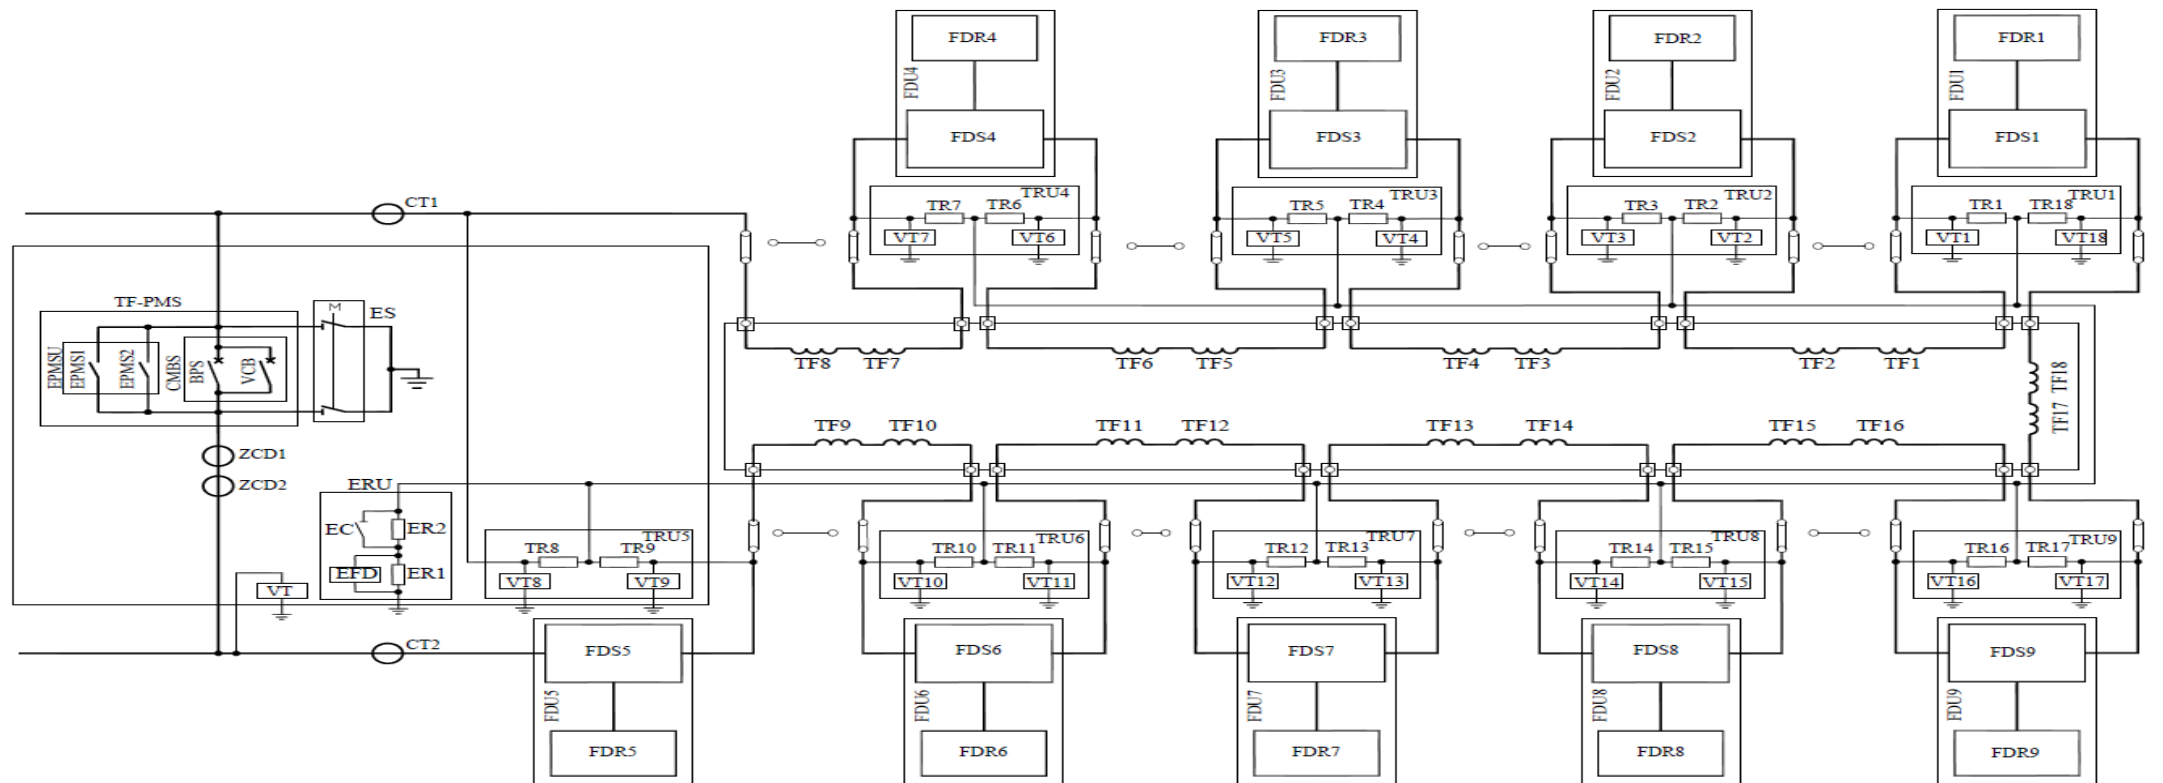 FDR4
FDR3
FDR2
FDR1
FDU4
FDU3
FDU2
FDU1
FDS4
FDS3
FDS2
FDS1
CT1
TRU4
TRU3
TRU2
TRU1
TR7 TR6
TR5 TR4
TR3 TR2
TR1 TR18
VT7 VT6
VT5 VT4
VT3 VT2
VT1 VT18
TF-PMS
M
ES
EPMSU
EPMS1
EPMS2
CMBS
BPS
VCB
TF8 TF7
TF6 TF5
TF4 TF3
TF2 TF1
TF17 TF18
TF9 TF10
TF11 TF12
TF13 TF14
TF15 TF16
ZCD1
ZCD2
ERU
EC
ER2
EFD
ER1
VT
TRU5
TRU6
TRU7
TRU8
TRU9
TR8 TR9
TR10 TR11
TR12 TR13
TR14 TR15
TR16 TR17
VT8 VT9
VT10 VT11
VT12 VT13
VT14 VT15
VT16 VT17
CT2
FDS5
FDS6
FDS7
FDS8
FDS9
FDU5
FDU6
FDU7
FDU8
FDU9
FDR5
FDR6
FDR7
FDR8
FDR9